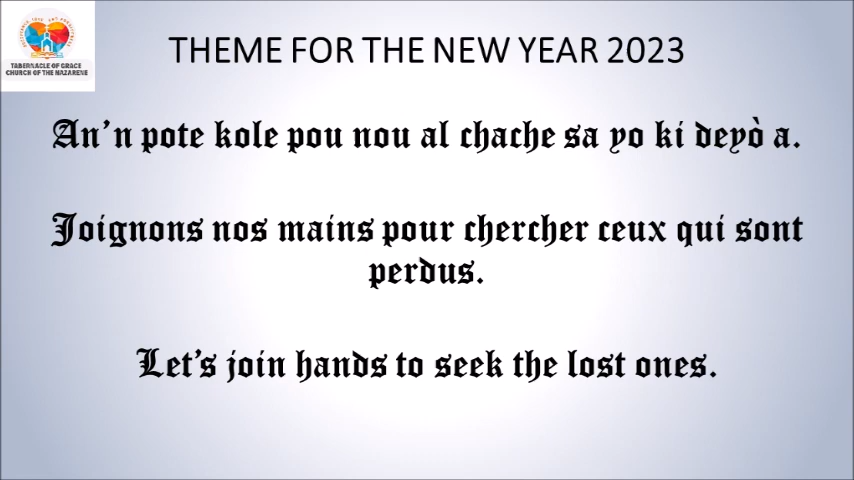 TABERNACLE OF GRACE
CHURCH OF THE NAZARENE
THEME FOR THE NEW YEAR 2023
An'n pote kole pou nou al chache sa yo ki deyò a.
Joignons nos mains pour chercher ceux qui sont
perdus.
Let's join hands to seek the lost ones.